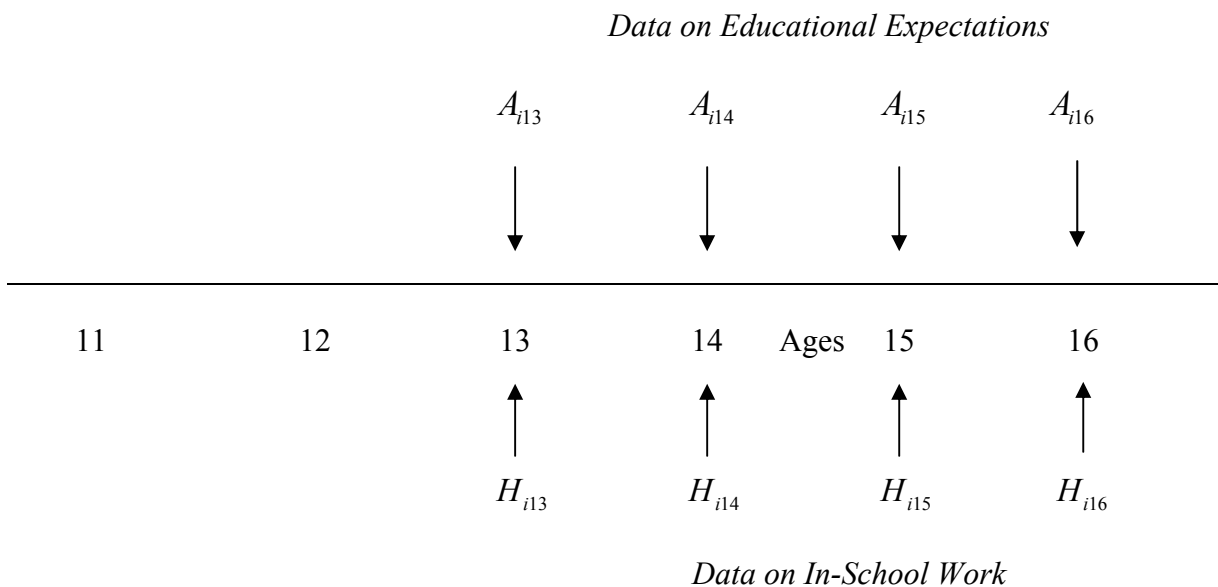 Data on Educational Expectations
A_{i13} A_{i14} A_{i15} A_{i16}
11 12 13 14 Ages 15 16
H_{i13} H_{i14} H_{i15} H_{i16}
Data on In-School Work